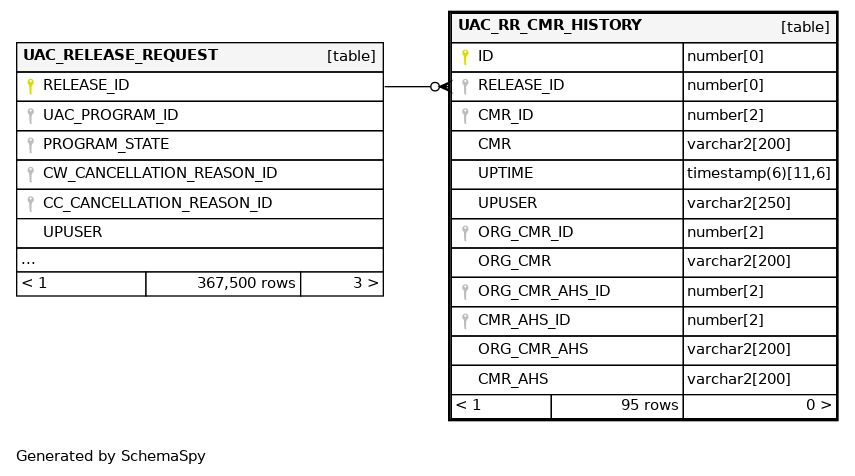 UAC_RELEASE_REQUEST [table]
RELEASE_ID
UAC_PROGRAM_ID
PROGRAM_STATE
CW_CANCELLATION_REASON_ID
CC_CANCELLATION_REASON_ID
UPUSER
...
< 1 367,500 rows 3 >
UAC_RR_CMR_HISTORY [table]
ID number[0]
RELEASE_ID number[0]
CMR_ID number[2]
CMR varchar2[200]
UPTIME timestamp(6)[11,6]
UPUSER varchar2[250]
ORG_CMR_ID number[2]
ORG_CMR varchar2[200]
ORG_CMR_AHS_ID number[2]
CMR_AHS_ID number[2]
ORG_CMR_AHS varchar2[200]
CMR_AHS varchar2[200]
< 1 95 rows 0 >
Generated by SchemaSpy